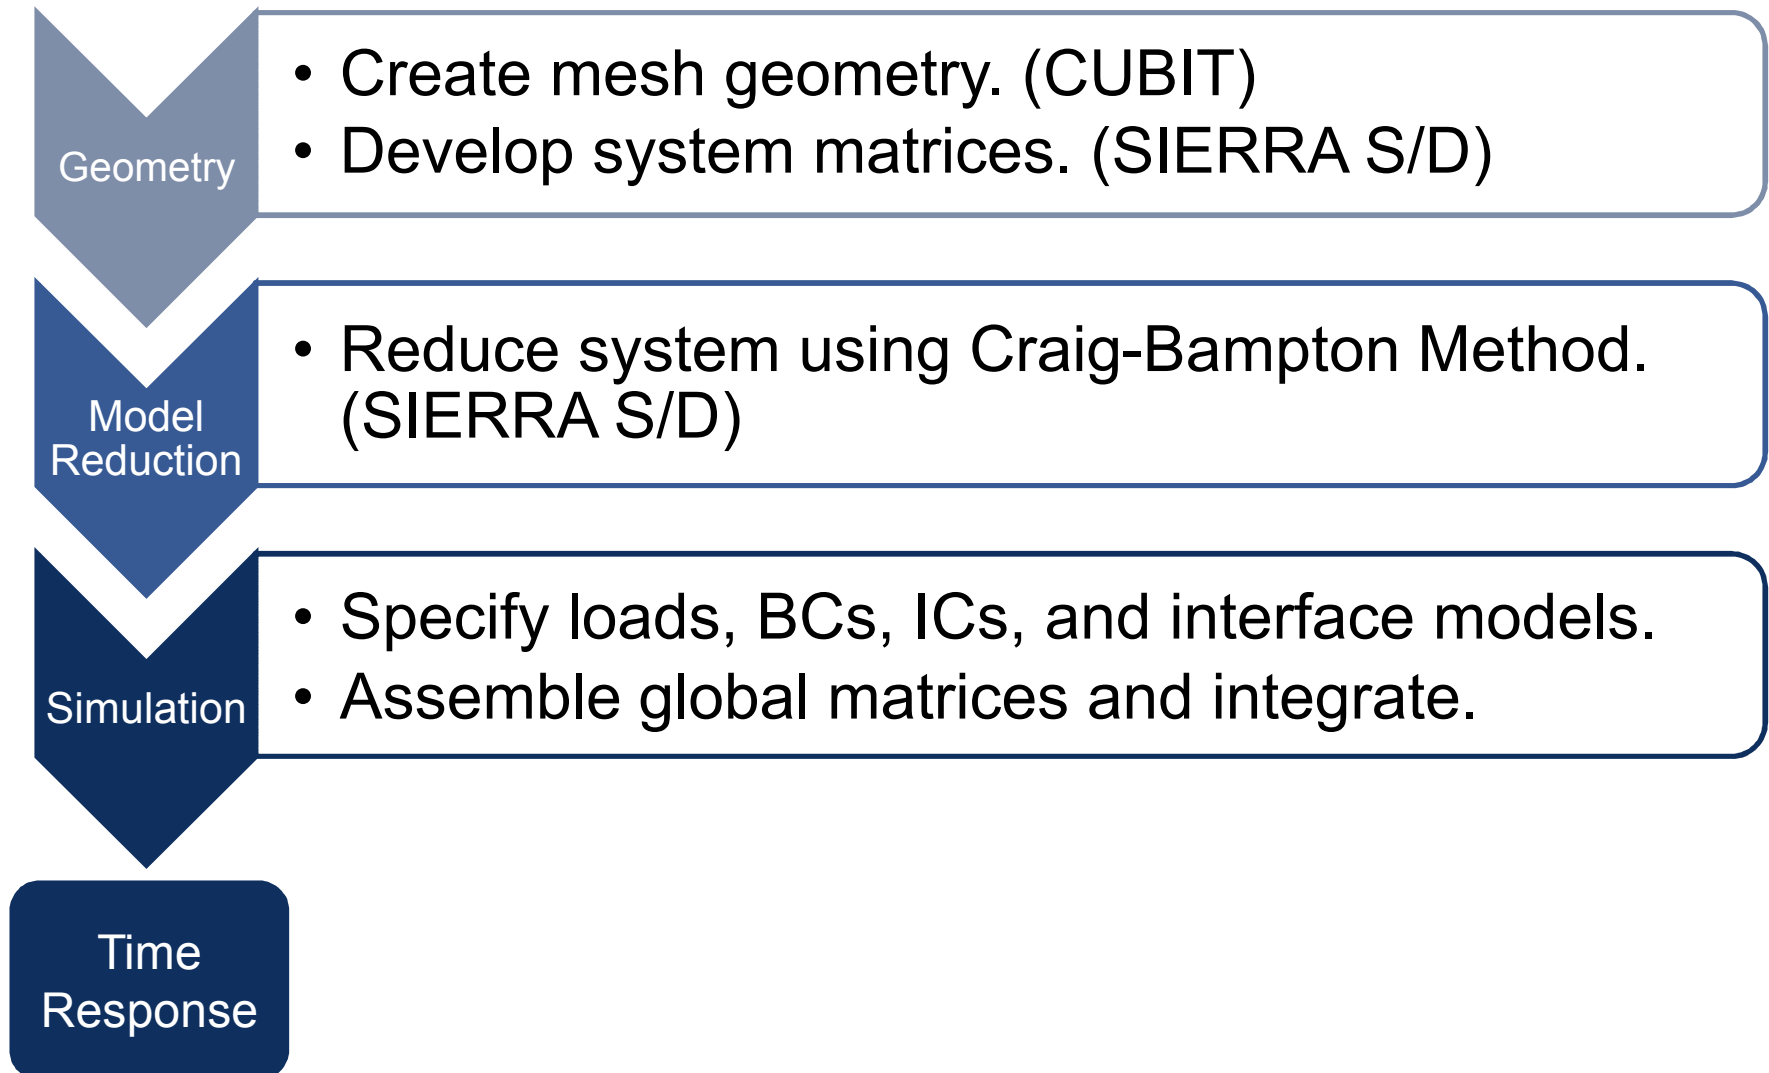 Geometry
• Create mesh geometry. (CUBIT)
• Develop system matrices. (SIERRA S/D)
Model
Reduction
• Reduce system using Craig-Bampton Method.
(SIERRA S/D)
Simulation
• Specify loads, BCs, ICs, and interface models.
• Assemble global matrices and integrate.
Time
Response